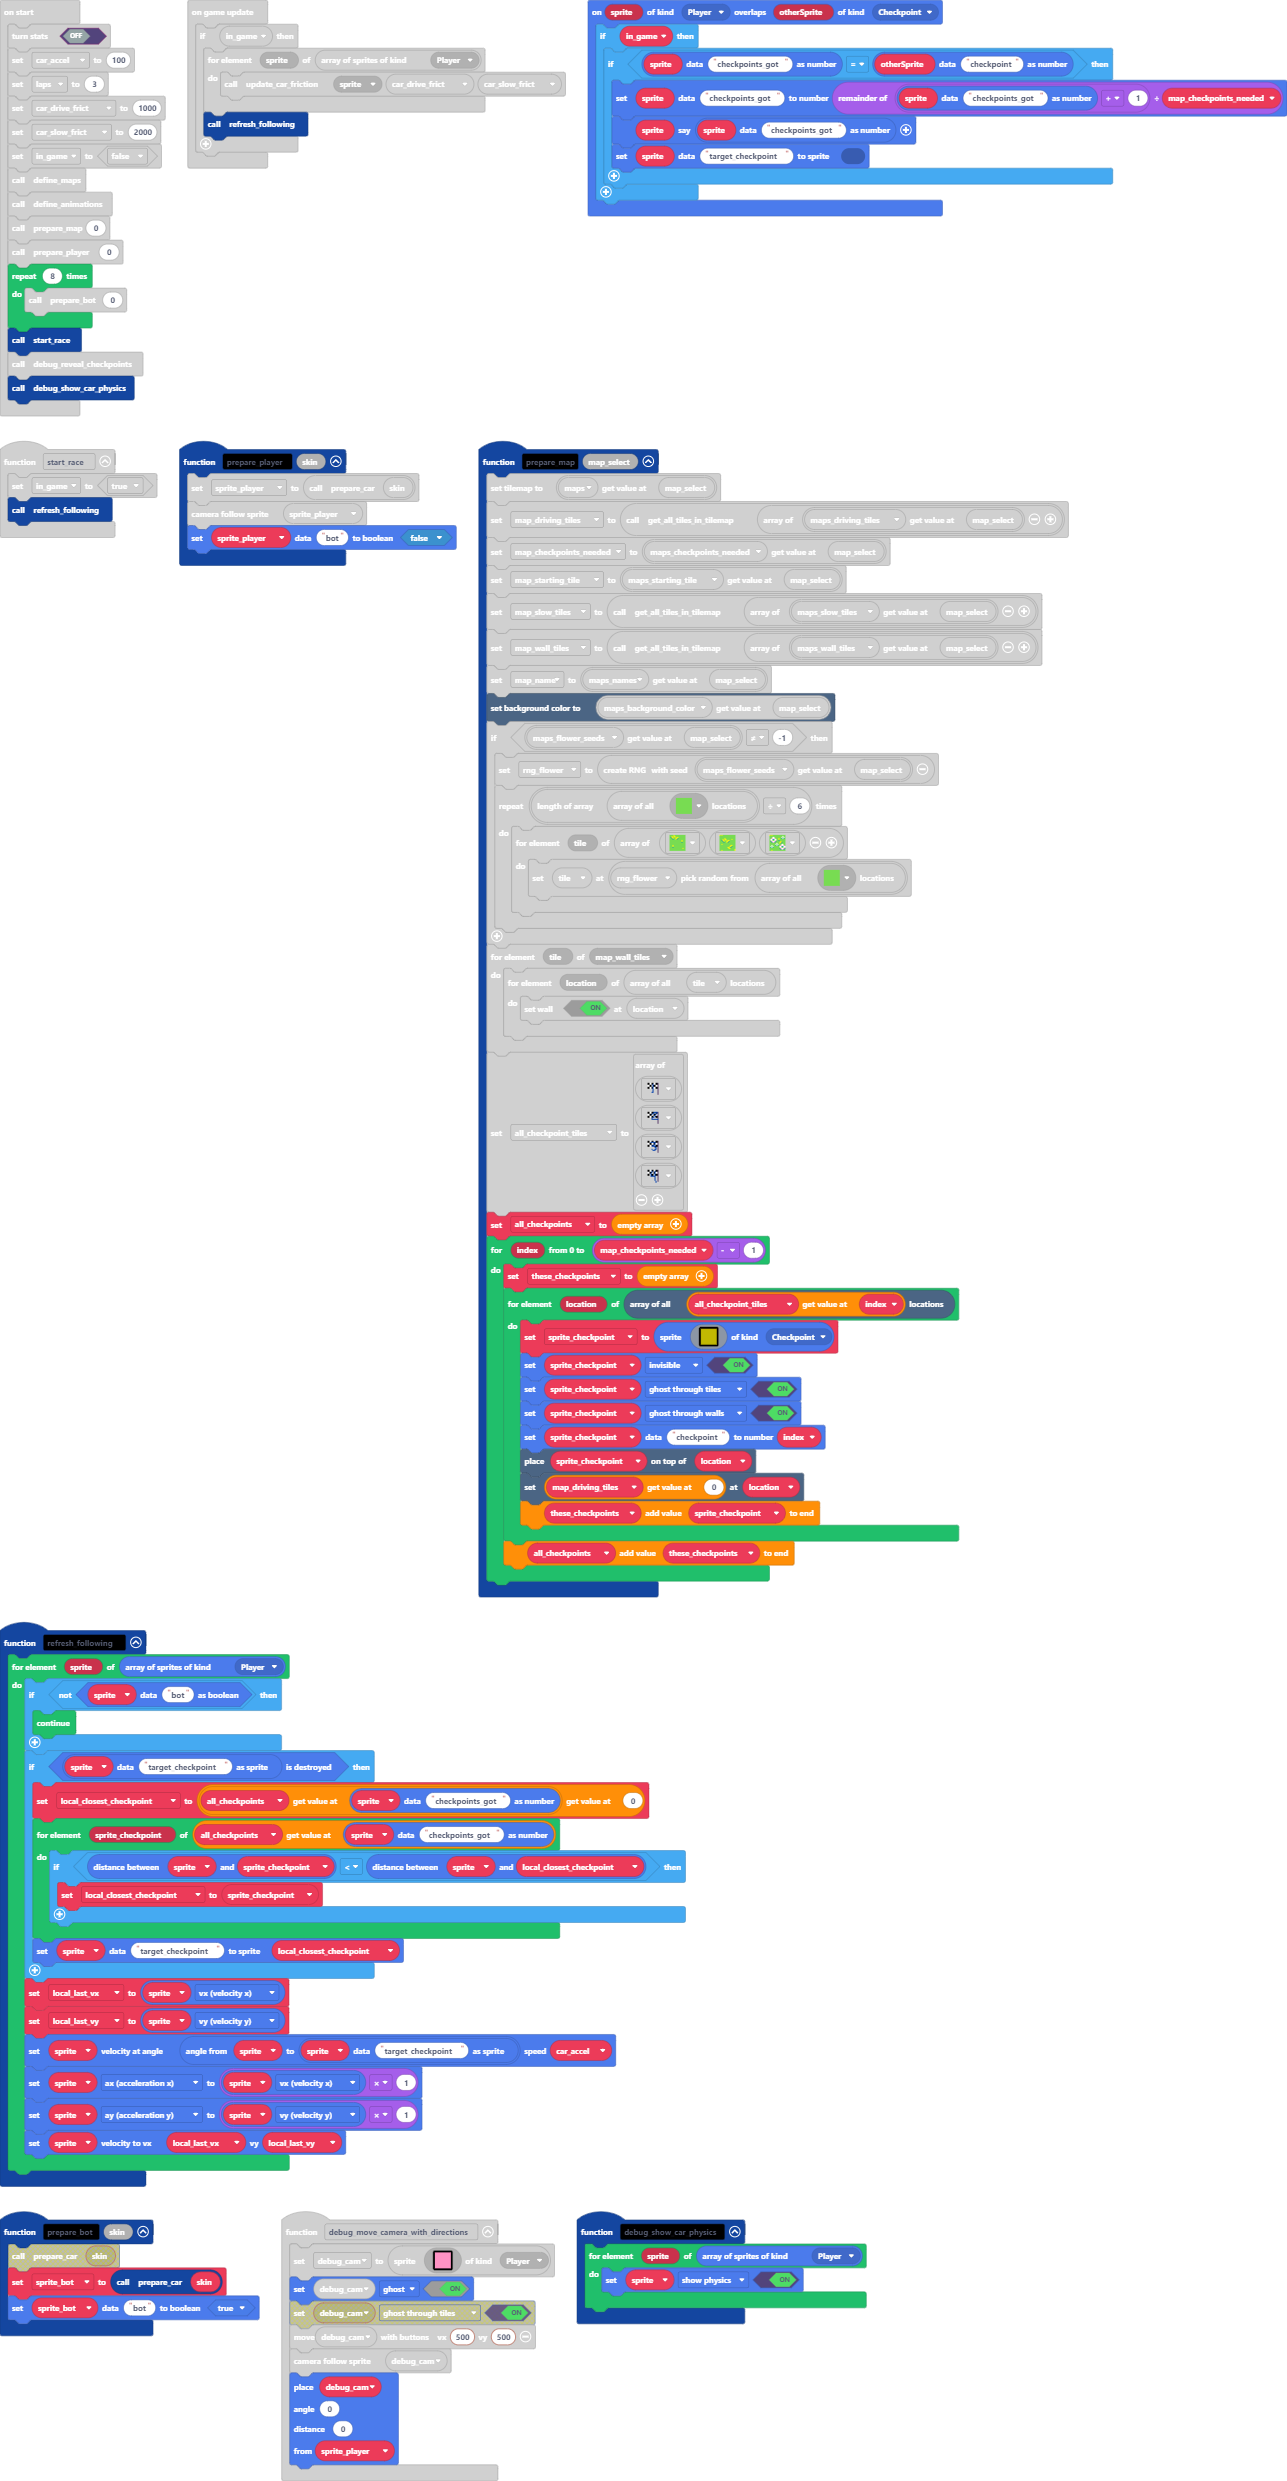 on start
turn stats OFF
set car_accel to 100
set laps to 3
set car_drive_frict to 1000
set car_slow_frict to 2000
set in_game to false
call define_maps
call define_animations
call prepare_map 0
call prepare_player 0
repeat 8 times
do call prepare_bot 0
call start_race
call debug_reveal_checkpoints
call debug_show_car_physics
on game update
if in_game then
for element sprite of array of sprites of kind Player
do call update_car_friction sprite car_drive_frict car_slow_frict
call refresh_following
on sprite of kind Player overlaps otherSprite of kind Checkpoint
if in_game then
if sprite data "checkpoints got" as number = otherSprite data "checkpoint" as number then
set sprite data "checkpoints got" to number remainder of sprite data "checkpoints got" as number + 1 ÷ map_checkpoints_needed
sprite say sprite data "checkpoints got" as number
set sprite data "target checkpoint" to sprite
function start race
set in_game to true
call refresh_following
function prepare player skin
set sprite_player to call prepare_car skin
camera follow sprite sprite_player
set sprite_player data "bot" to boolean false
function prepare map map_select
set tilemap to maps get value at map_select
set map_driving_tiles to call get_all_tiles_in_tilemap array of maps_driving_tiles get value at map_select
set map_checkpoints_needed to maps_checkpoints_needed get value at map_select
set map_starting_tile to maps_starting_tile get value at map_select
set map_slow_tiles to call get_all_tiles_in_tilemap array of maps_slow_tiles get value at map_select
set map_wall_tiles to call get_all_tiles_in_tilemap array of maps_wall_tiles get value at map_select
set map_name to maps_names get value at map_select
set background color to maps_background_color get value at map_select
if maps_flower_seeds get value at map_select ≠ -1 then
set rng_flower to create RNG with seed maps_flower_seeds get value at map_select
repeat length of array array of all locations ÷ 6 times
do for element tile of array of
do set tile at rng_flower pick random from array of all locations
for element tile of map_wall_tiles
do for element location of array of all tile locations
do set wall ON at location
array of
set all_checkpoint_tiles to
set all_checkpoints to empty array
for index from 0 to map_checkpoints_needed - 1
do set these_checkpoints to empty array
for element location of array of all all_checkpoint_tiles get value at index locations
do set sprite_checkpoint to sprite of kind Checkpoint
set sprite_checkpoint invisible ON
set sprite_checkpoint ghost through tiles ON
set sprite_checkpoint ghost through walls ON
set sprite_checkpoint data "checkpoint" to number index
place sprite_checkpoint on top of location
set map_driving_tiles get value at 0 at location
these_checkpoints add value sprite_checkpoint to end
all_checkpoints add value these_checkpoints to end
function refresh following
for element sprite of array of sprites of kind Player
do if not sprite data "bot" as boolean then
continue
if sprite data "target checkpoint" as sprite is destroyed then
set local_closest_checkpoint to all_checkpoints get value at sprite data "checkpoints got" as number get value at 0
for element sprite_checkpoint of all_checkpoints get value at sprite data "checkpoints got" as number
do if distance between sprite and sprite_checkpoint < distance between sprite and local_closest_checkpoint then
set local_closest_checkpoint to sprite_checkpoint
set sprite data "target checkpoint" to sprite local_closest_checkpoint
set local_last_vx to sprite vx (velocity x)
set local_last_vy to sprite vy (velocity y)
set sprite velocity at angle angle from sprite to sprite data "target checkpoint" as sprite speed car_accel
set sprite ax (acceleration x) to sprite vx (velocity x) × 1
set sprite ay (acceleration y) to sprite vy (velocity y) × 1
set sprite velocity to vx local_last_vx vy local_last_vy
function prepare bot skin
call prepare_car skin
set sprite_bot to call prepare_car skin
set sprite_bot data "bot" to boolean true
function debug move camera with directions
set debug_cam to sprite of kind Player
set debug_cam ghost ON
set debug_cam ghost through tiles ON
move debug_cam with buttons vx 500 vy 500
camera follow sprite debug_cam
place debug_cam
angle 0
distance 0
from sprite_player
function debug show car physics
for element sprite of array of sprites of kind Player
do set sprite show physics ON